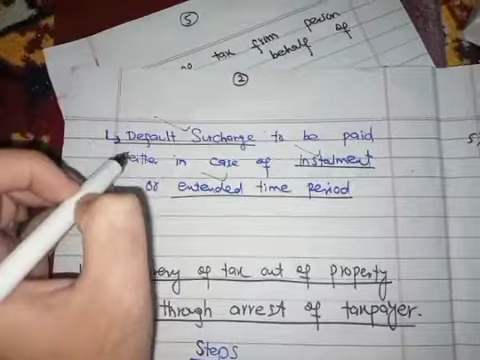 5
tax from person
behalf of
2
↳ Default Surcharge to be paid
in case of instalment
or extended time period
of tax out of property
through arrest of taxpayer.
Steps